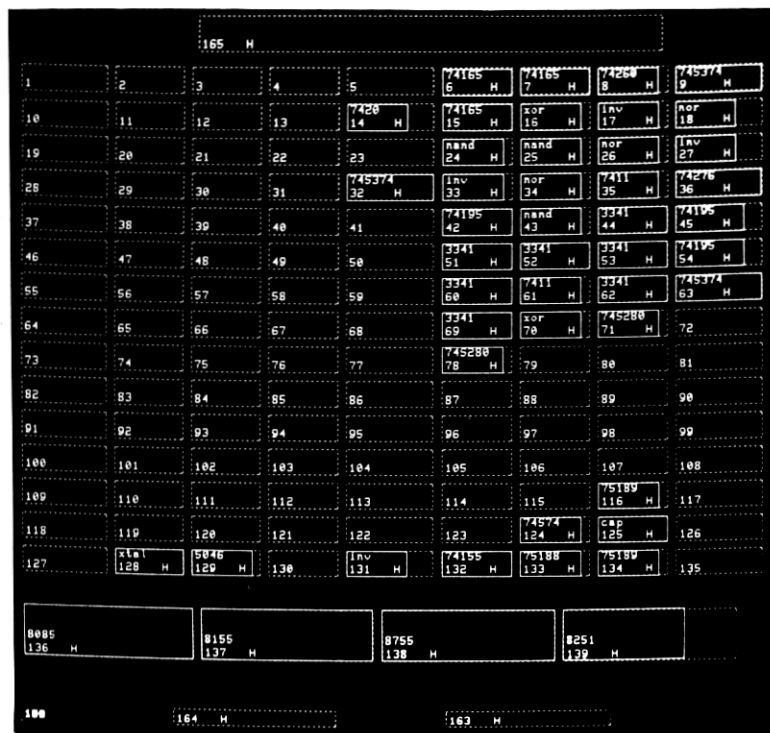 165 H
74165 74165 74260 745374
1 2 3 4 5 6 H 7 H 8 H 9 H
7420 74165 xor inv nor
10 11 12 13 14 H 15 H 16 H 17 H 18 H
nand nand nor inv
19 20 21 22 23 24 H 25 H 26 H 27 H
745374 inv nor 7411 74276
28 29 30 31 32 H 33 H 34 H 35 H 36 H
74195 nand 3341 74195
37 38 39 40 41 42 H 43 H 44 H 45 H
3341 3341 3341 74195
46 47 48 49 50 51 H 52 H 53 H 54 H
3341 7411 3341 745374
55 56 57 58 59 60 H 61 H 62 H 63 H
3341 xor 745280
64 65 66 67 68 69 H 70 H 71 H 72
745280
73 74 75 76 77 78 H 79 80 81
82 83 84 85 86 87 88 89 90
91 92 93 94 95 96 97 98 99
100 101 102 103 104 105 106 107 108
75189
109 110 111 112 113 114 115 116 H 117
74574 cap
118 119 120 121 122 123 124 H 125 H 126
xtal 5046 inv 74155 75188 75189
127 128 H 129 H 130 131 H 132 H 133 H 134 H 135
8085 8155 8755 8251
136 H 137 H 138 H 139 H
164 H 163 H